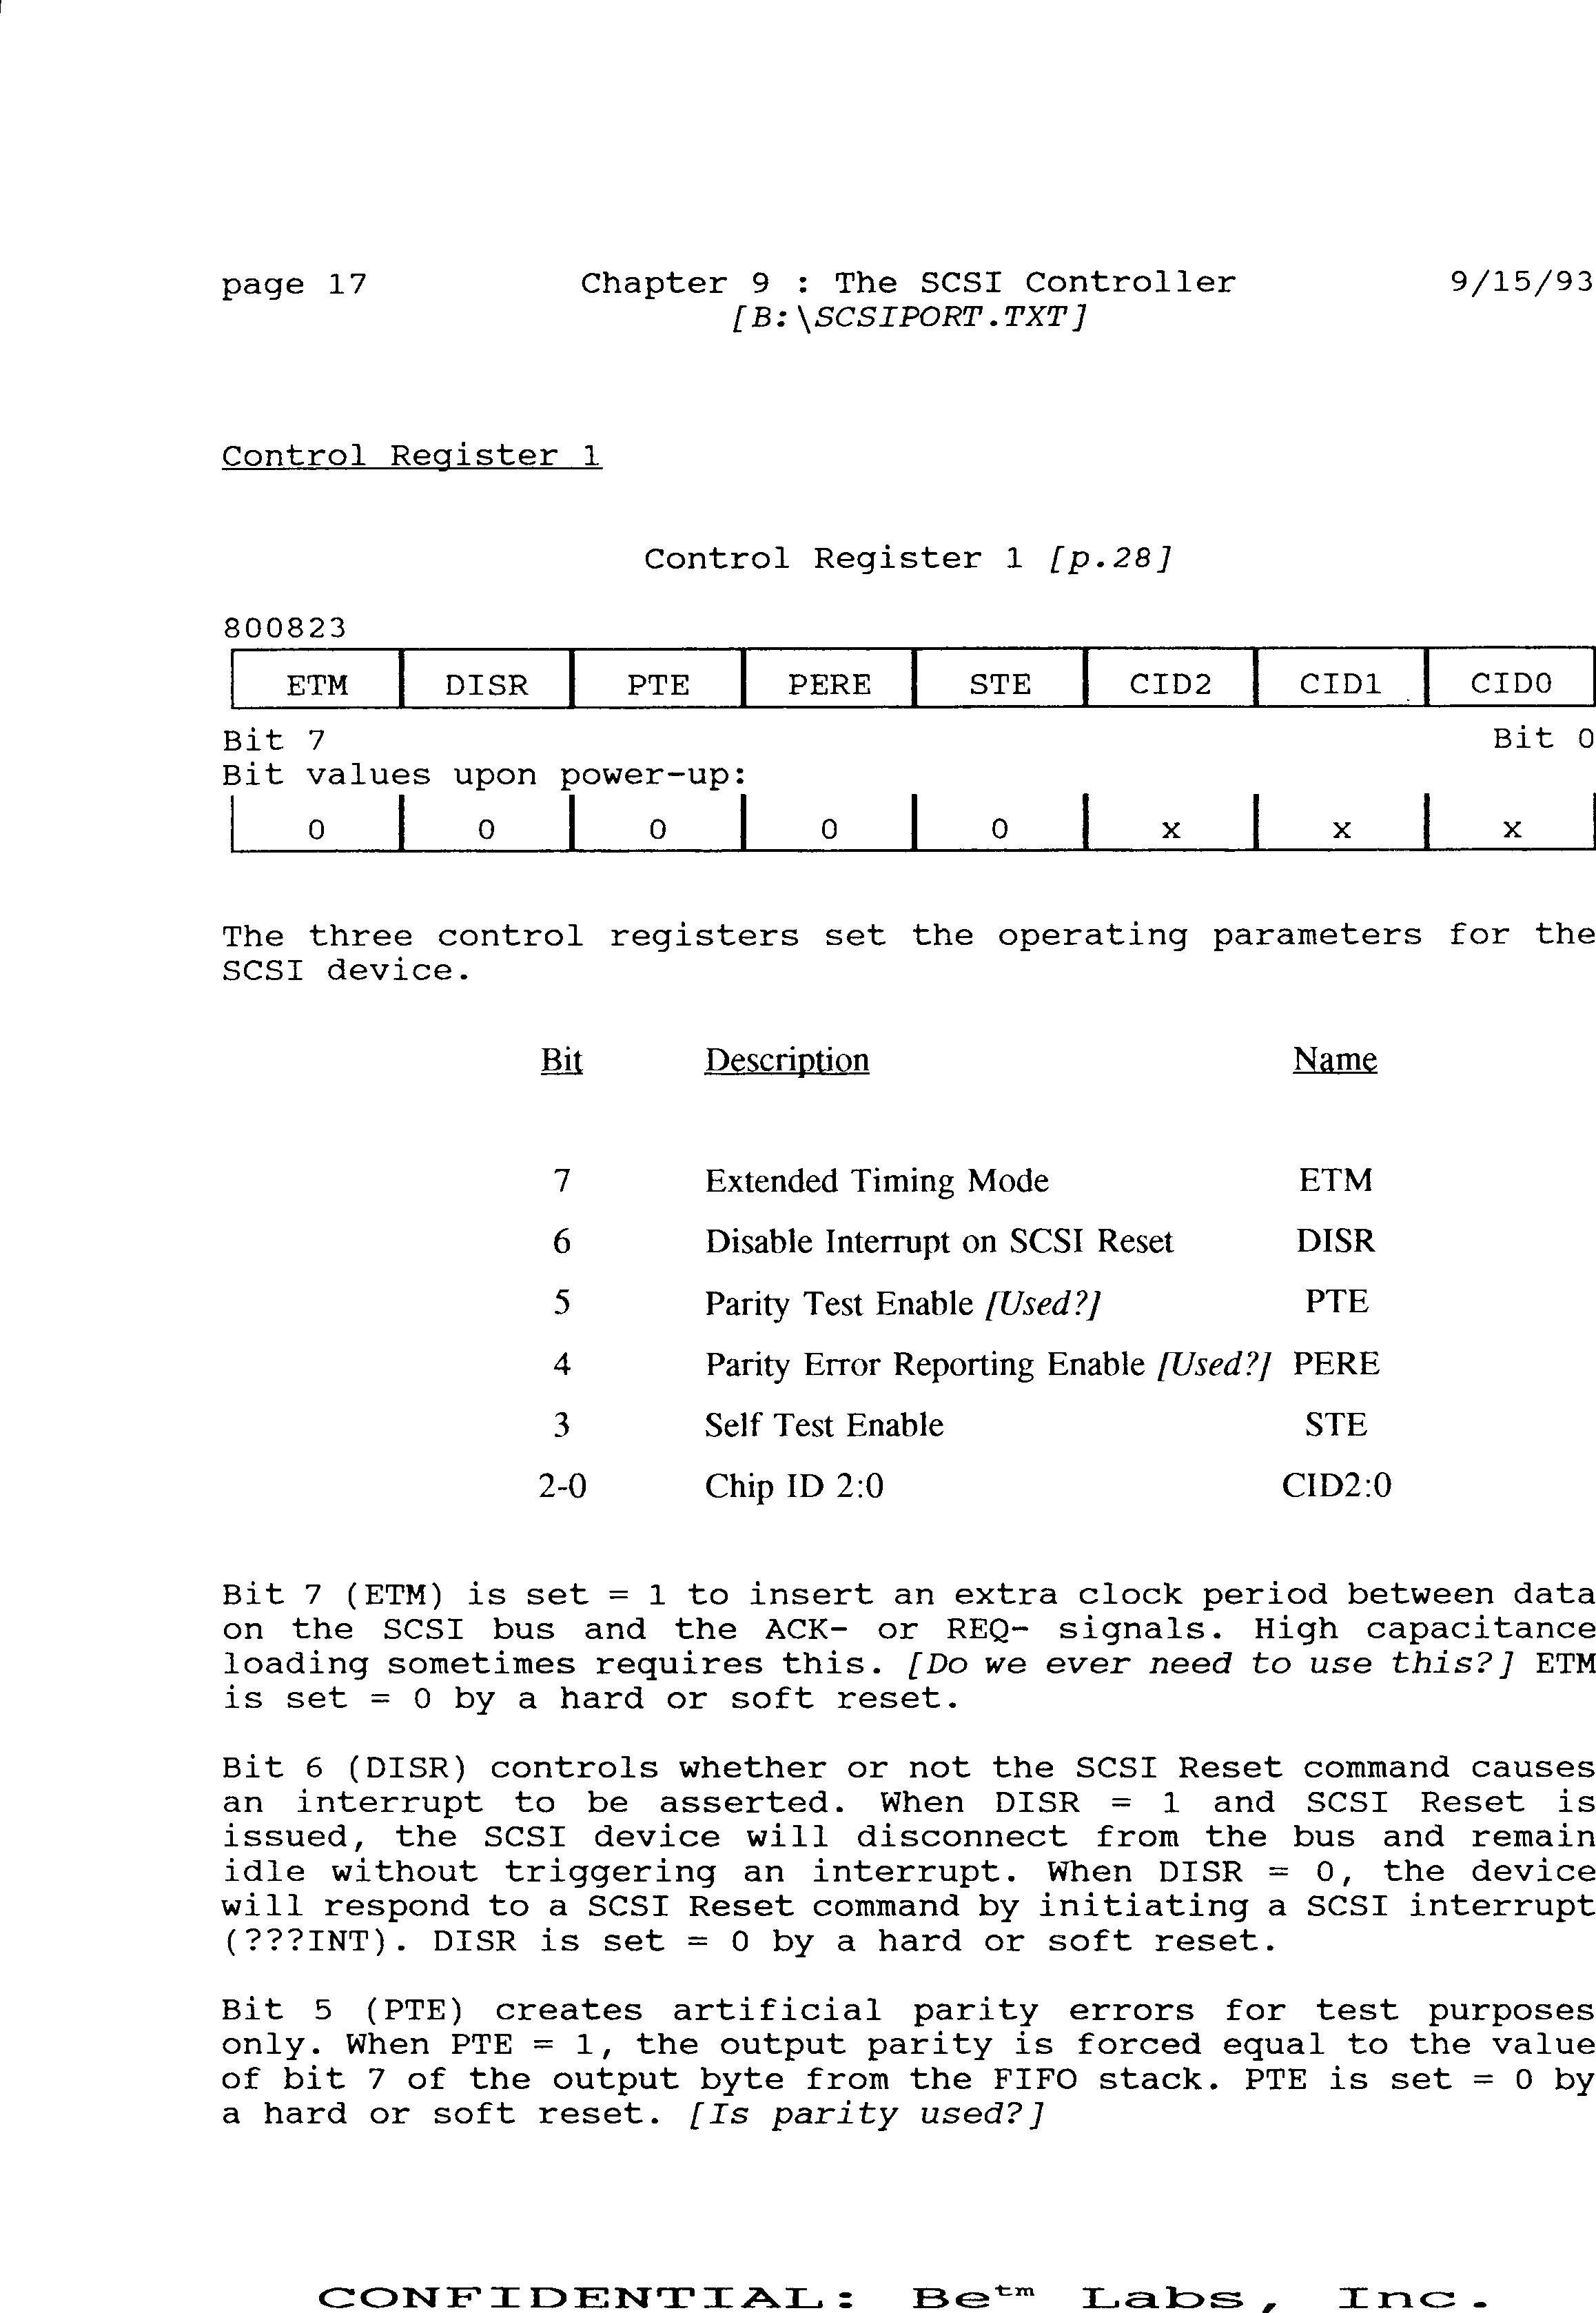 page 17 Chapter 9 : The SCSI Controller 9/15/93
[B:\SCSIPORT.TXT]
Control Register 1
Control Register 1 [p.28]
800823
ETM DISR PTE PERE STE CID2 CID1 CID0
Bit 7 Bit 0
Bit values upon power-up:
0 0 0 0 0 x x x
The three control registers set the operating parameters for the
SCSI device.
Bit Description Name
7 Extended Timing Mode ETM
6 Disable Interrupt on SCSI Reset DISR
5 Parity Test Enable [Used?] PTE
4 Parity Error Reporting Enable [Used?] PERE
3 Self Test Enable STE
2-0 Chip ID 2:0 CID2:0
Bit 7 (ETM) is set = 1 to insert an extra clock period between data
on the SCSI bus and the ACK- or REQ- signals. High capacitance
loading sometimes requires this. [Do we ever need to use this?] ETM
is set = 0 by a hard or soft reset.
Bit 6 (DISR) controls whether or not the SCSI Reset command causes
an interrupt to be asserted. When DISR = 1 and SCSI Reset is
issued, the SCSI device will disconnect from the bus and remain
idle without triggering an interrupt. When DISR = 0, the device
will respond to a SCSI Reset command by initiating a SCSI interrupt
(???INT). DISR is set = 0 by a hard or soft reset.
Bit 5 (PTE) creates artificial parity errors for test purposes
only. When PTE = 1, the output parity is forced equal to the value
of bit 7 of the output byte from the FIFO stack. PTE is set = 0 by
a hard or soft reset. [Is parity used?]
CONFIDENTIAL: Be™ Labs, Inc.